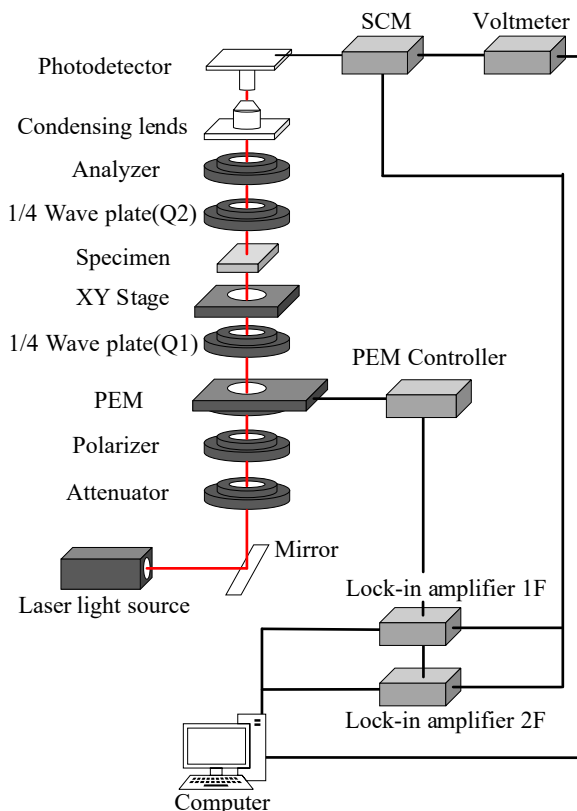 SCM
Voltmeter
Photodetector
Condensing lends
Analyzer
1/4 Wave plate(Q2)
Specimen
XY Stage
1/4 Wave plate(Q1)
PEM Controller
PEM
Polarizer
Attenuator
Mirror
Laser light source
Lock-in amplifier 1F
Lock-in amplifier 2F
Computer